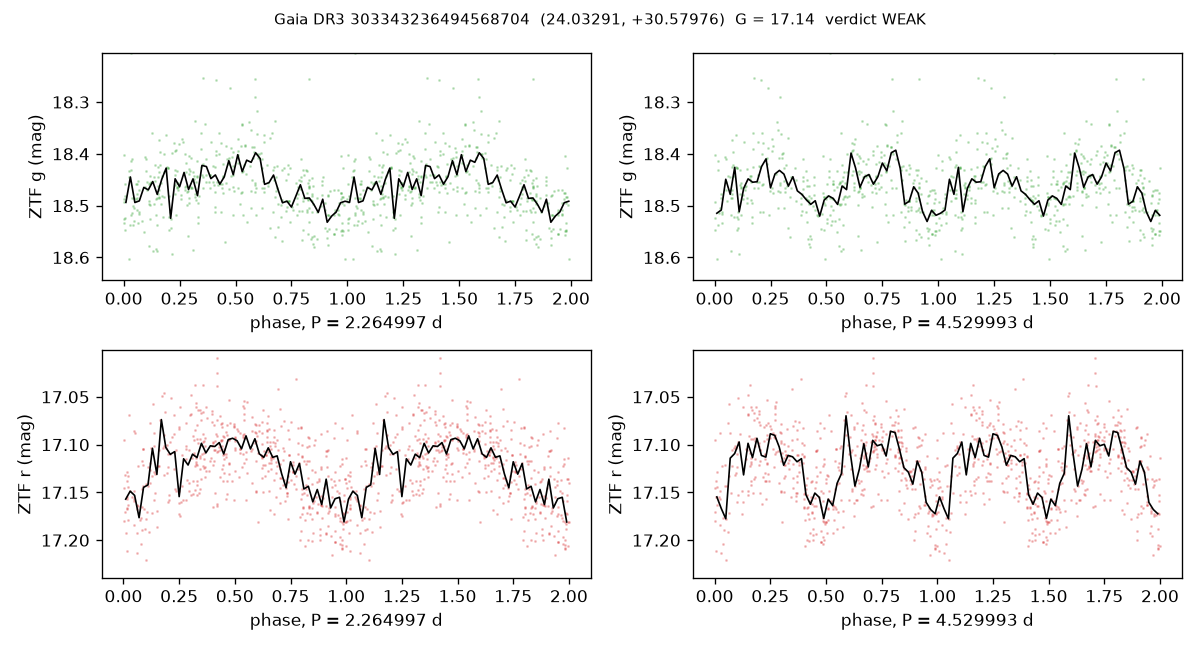 Gaia DR3 303343236494568704 (24.03291, +30.57976) G = 17.14 verdict WEAK
ZTF g (mag)
18.3
18.4
18.5
18.6
0.00 0.25 0.50 0.75 1.00 1.25 1.50 1.75 2.00
phase, P = 2.264997 d
ZTF g (mag)
18.3
18.4
18.5
18.6
0.00 0.25 0.50 0.75 1.00 1.25 1.50 1.75 2.00
phase, P = 4.529993 d
ZTF r (mag)
17.05
17.10
17.15
17.20
0.00 0.25 0.50 0.75 1.00 1.25 1.50 1.75 2.00
phase, P = 2.264997 d
ZTF r (mag)
17.05
17.10
17.15
17.20
0.00 0.25 0.50 0.75 1.00 1.25 1.50 1.75 2.00
phase, P = 4.529993 d